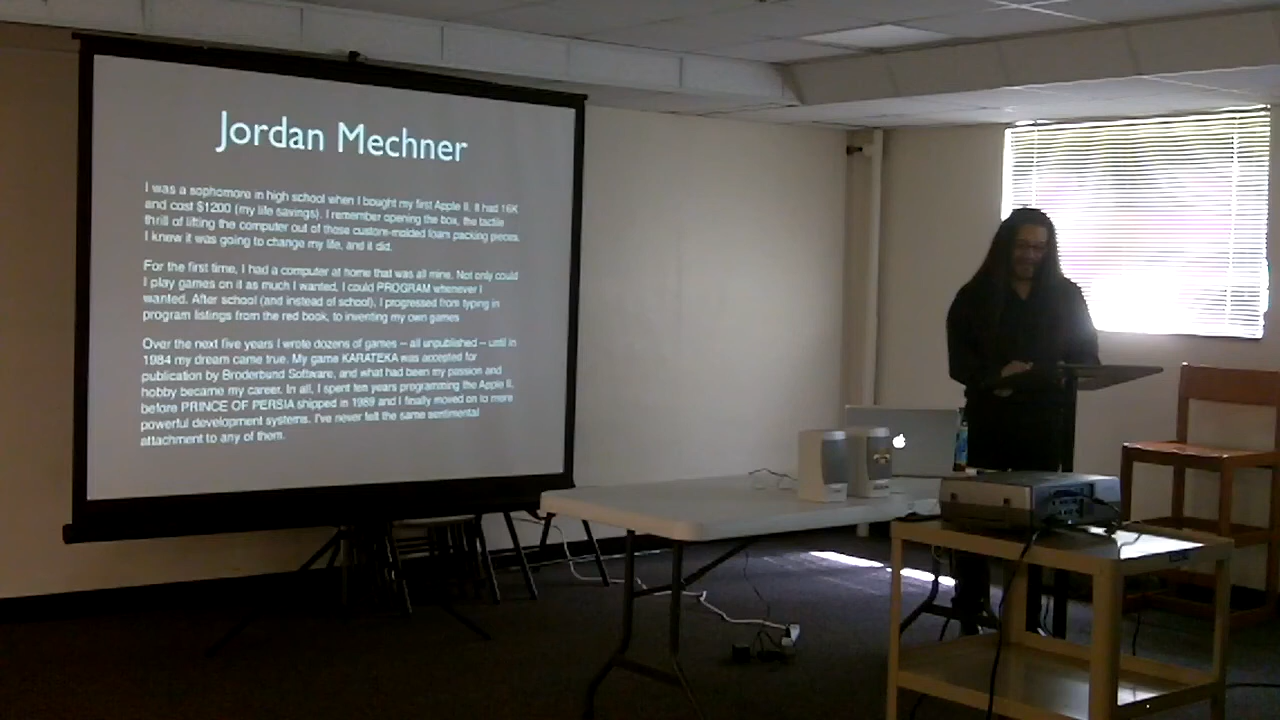 Jordan Mechner
I was a sophomore in high school when I bought my first Apple II. It had 16K
and cost $1200 (my life savings). I remember opening the box, the tactile
thrill of lifting the computer out of those custom-molded foam packing pieces.
I knew it was going to change my life, and it did.
For the first time, I had a computer at home that was all mine. Not only could
I play games on it as much I wanted, I could PROGRAM whenever I
wanted. After school (and instead of school), I progressed from typing in
program listings from the red book, to inventing my own games
Over the next five years I wrote dozens of games – all unpublished – until in
1984 my dream came true. My game KARATEKA was accepted for
publication by Broderbund Software, and what had been my passion and
hobby became my career. In all, I spent ten years programming the Apple II,
before PRINCE OF PERSIA shipped in 1989 and I finally moved on to more
powerful development systems. I've never felt the same sentimental
attachment to any of them.